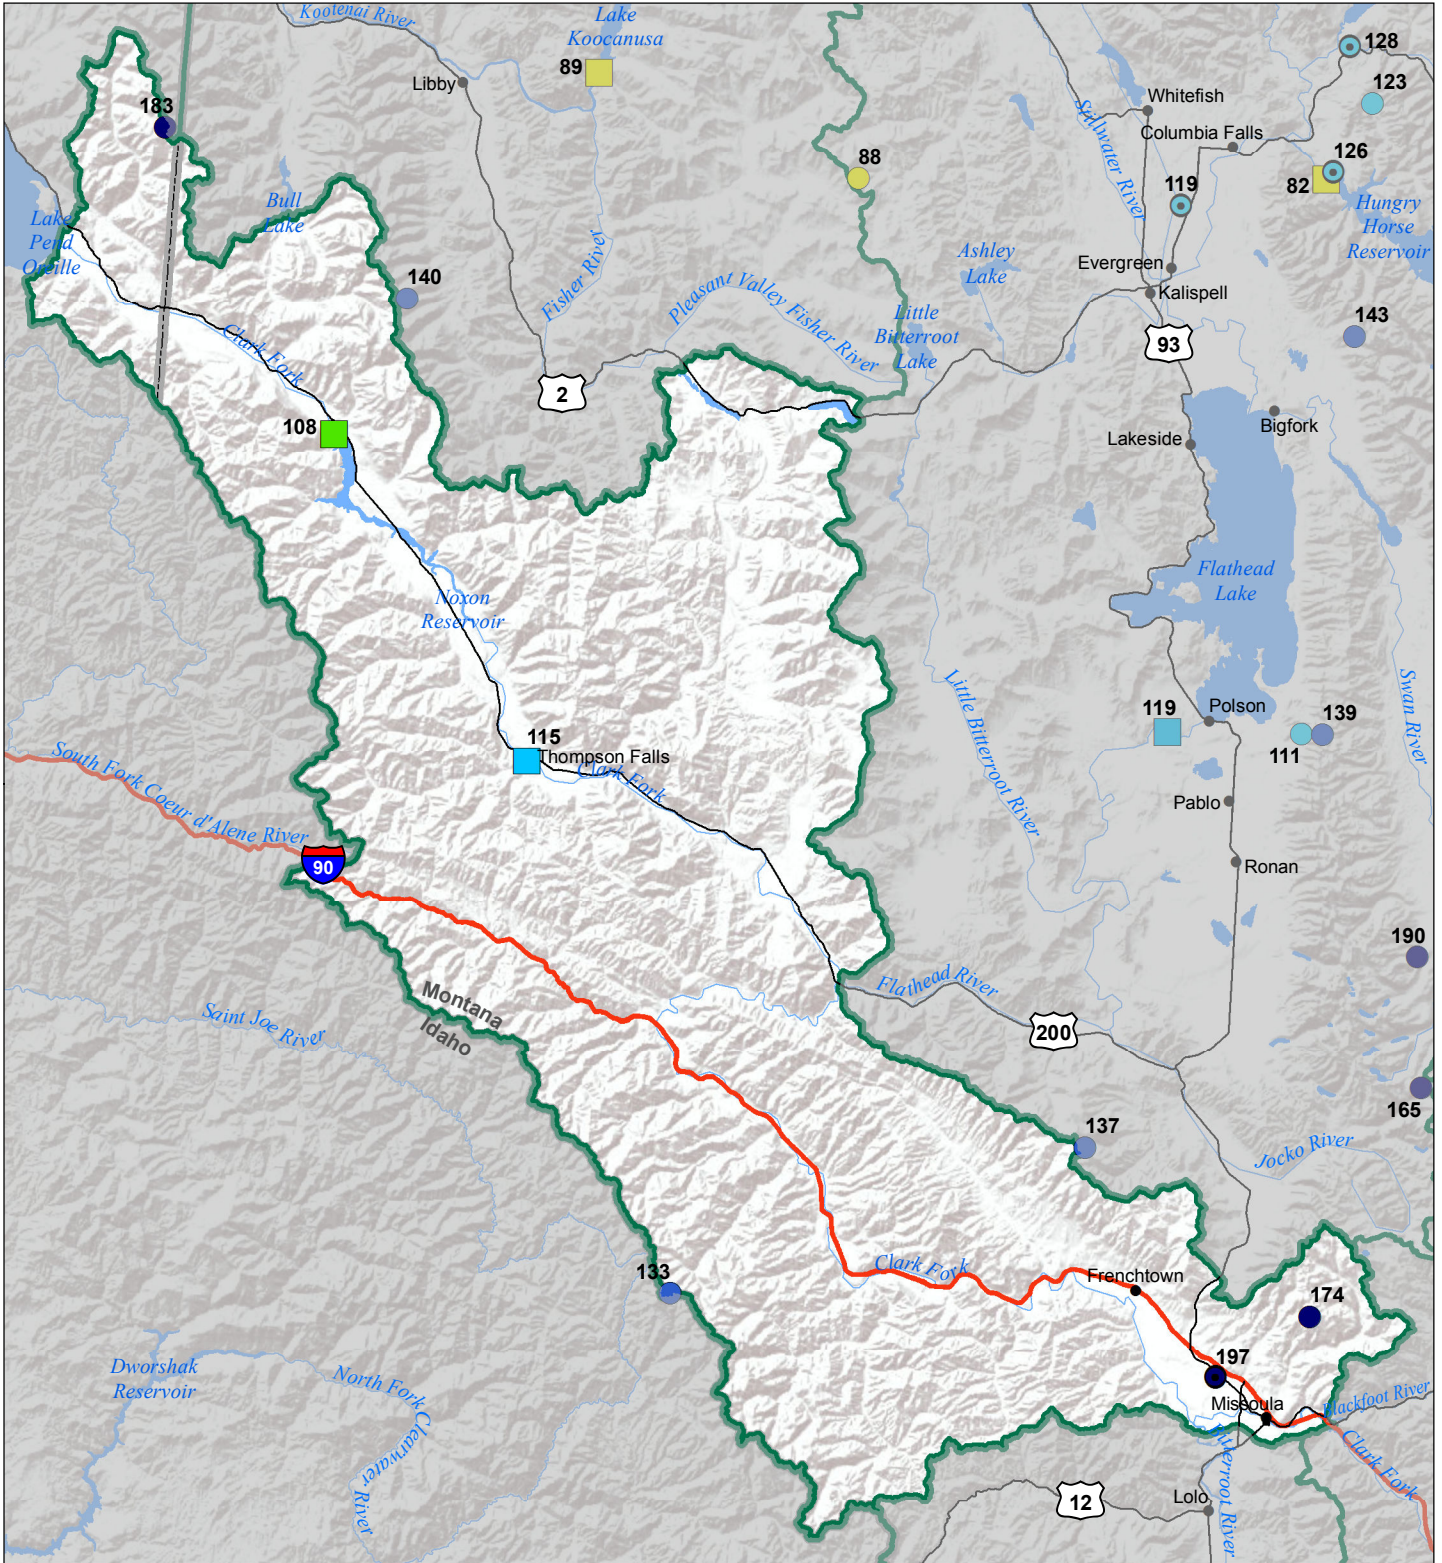 Kootenai River
Lake
Koocanusa
89
Libby
128
123
Whitefish
Columbia Falls
Stillwater River
183
88
126
82
119
Bull
Lake
Hungry
Horse
Reservoir
Lake
Pend
Oreille
Fisher River
Ashley
Lake
Evergreen
Kalispell
140
Pleasant Valley Fisher River
Little
Bitterroot
Lake
143
93
Clark Fork
2
108
Lakeside
Bigfork
Flathead
Lake
Noxon
Reservoir
Swan River
Little Bitterroot River
119
Polson
139
111
115
Thompson Falls
Clark Fork
South Fork Coeur d'Alene River
90
Pablo
Ronan
190
Flathead River
Montana
Idaho
Saint Joe River
200
165
137
Jocko River
133
Clark Fork
Frenchtown
174
197
Missoula
Blackfoot River
Dworshak
Reservoir
North Fork Clearwater
River
Bitterroot River
Clark Fork
12
Lolo